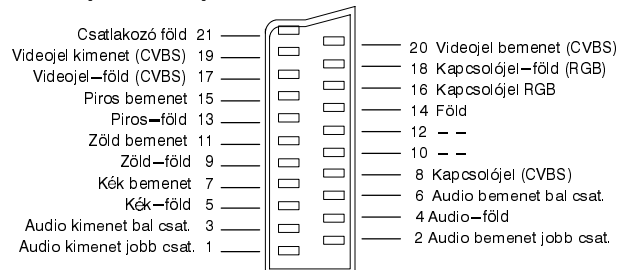 Csatlakozó föld 21
Videojel kimenet (CVBS) 19
Videojel–föld (CVBS) 17
Piros bemenet 15
Piros–föld 13
Zöld bemenet 11
Zöld–föld 9
Kék bemenet 7
Kék–föld 5
Audio kimenet bal csat. 3
Audio kimenet jobb csat. 1
20 Videojel bemenet (CVBS)
18 Kapcsolójel–föld (RGB)
16 Kapcsolójel RGB
14 Föld
12 – –
10 – –
8 Kapcsolójel (CVBS)
6 Audio bemenet bal csat.
4 Audio–föld
2 Audio bemenet jobb csat.